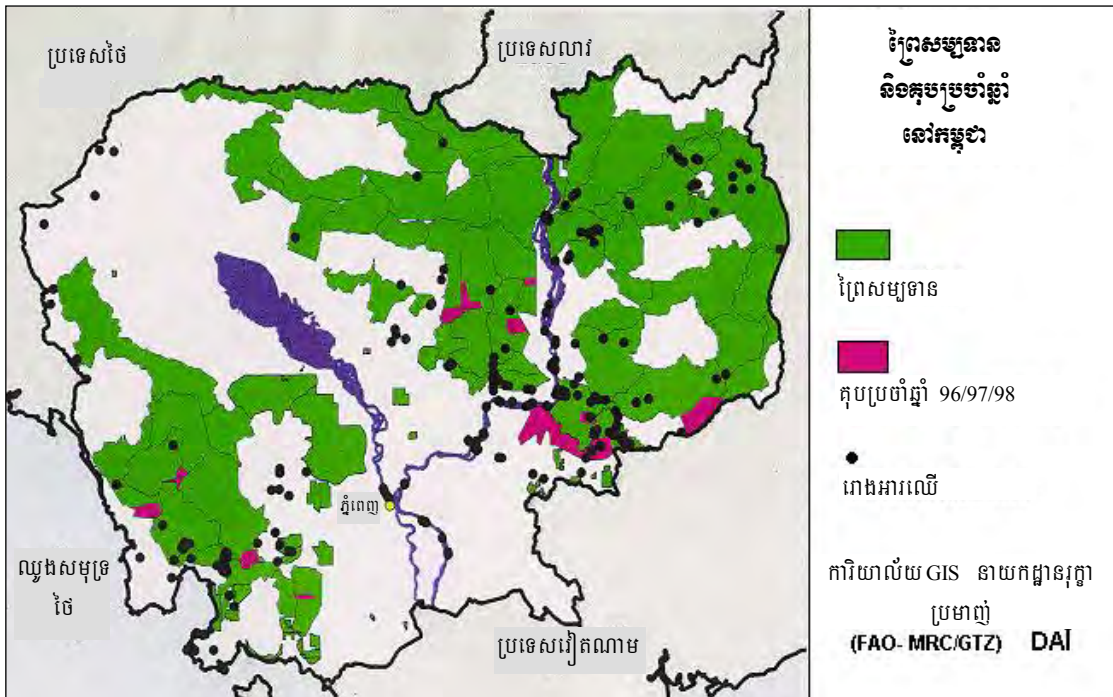 ប្រទេសថៃ
ប្រទេសលាវ
ភ្នំពេញ
ឈូងសមុទ្រ
ថៃ
ប្រទេសវៀតណាម
ព្រៃសម្បទាន
និងគុបប្រចាំឆ្នាំ
នៅកម្ពុជា
ព្រៃសម្បទាន
គុបប្រចាំឆ្នាំ 96/97/98
រោងអារឈើ
ការិយាល័យ GIS នាយកដ្ឋានរុក្ខា
ប្រមាញ់
(FAO- MRC/GTZ) DAI